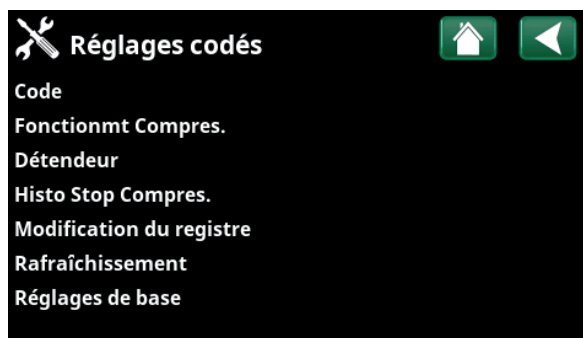 Réglages codés
Code
Fonctionmt Compres.
Détendeur
Histo Stop Compres.
Modification du registre
Rafraîchissement
Réglages de base